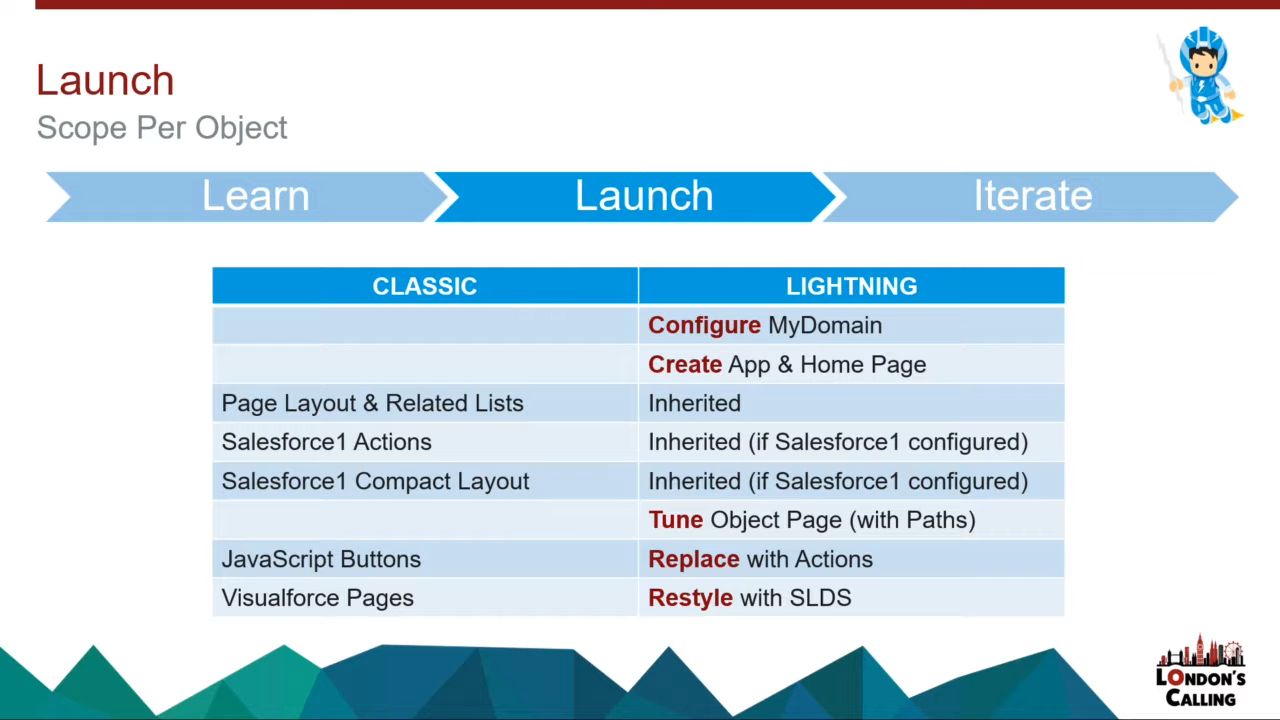 Launch
Scope Per Object
Learn
Launch
Iterate
CLASSIC
LIGHTNING
Configure MyDomain
Create App & Home Page
Page Layout & Related Lists
Inherited
Salesforce1 Actions
Inherited (if Salesforce1 configured)
Salesforce1 Compact Layout
Inherited (if Salesforce1 configured)
Tune Object Page (with Paths)
JavaScript Buttons
Replace with Actions
Visualforce Pages
Restyle with SLDS
LONDON'S
CALLING